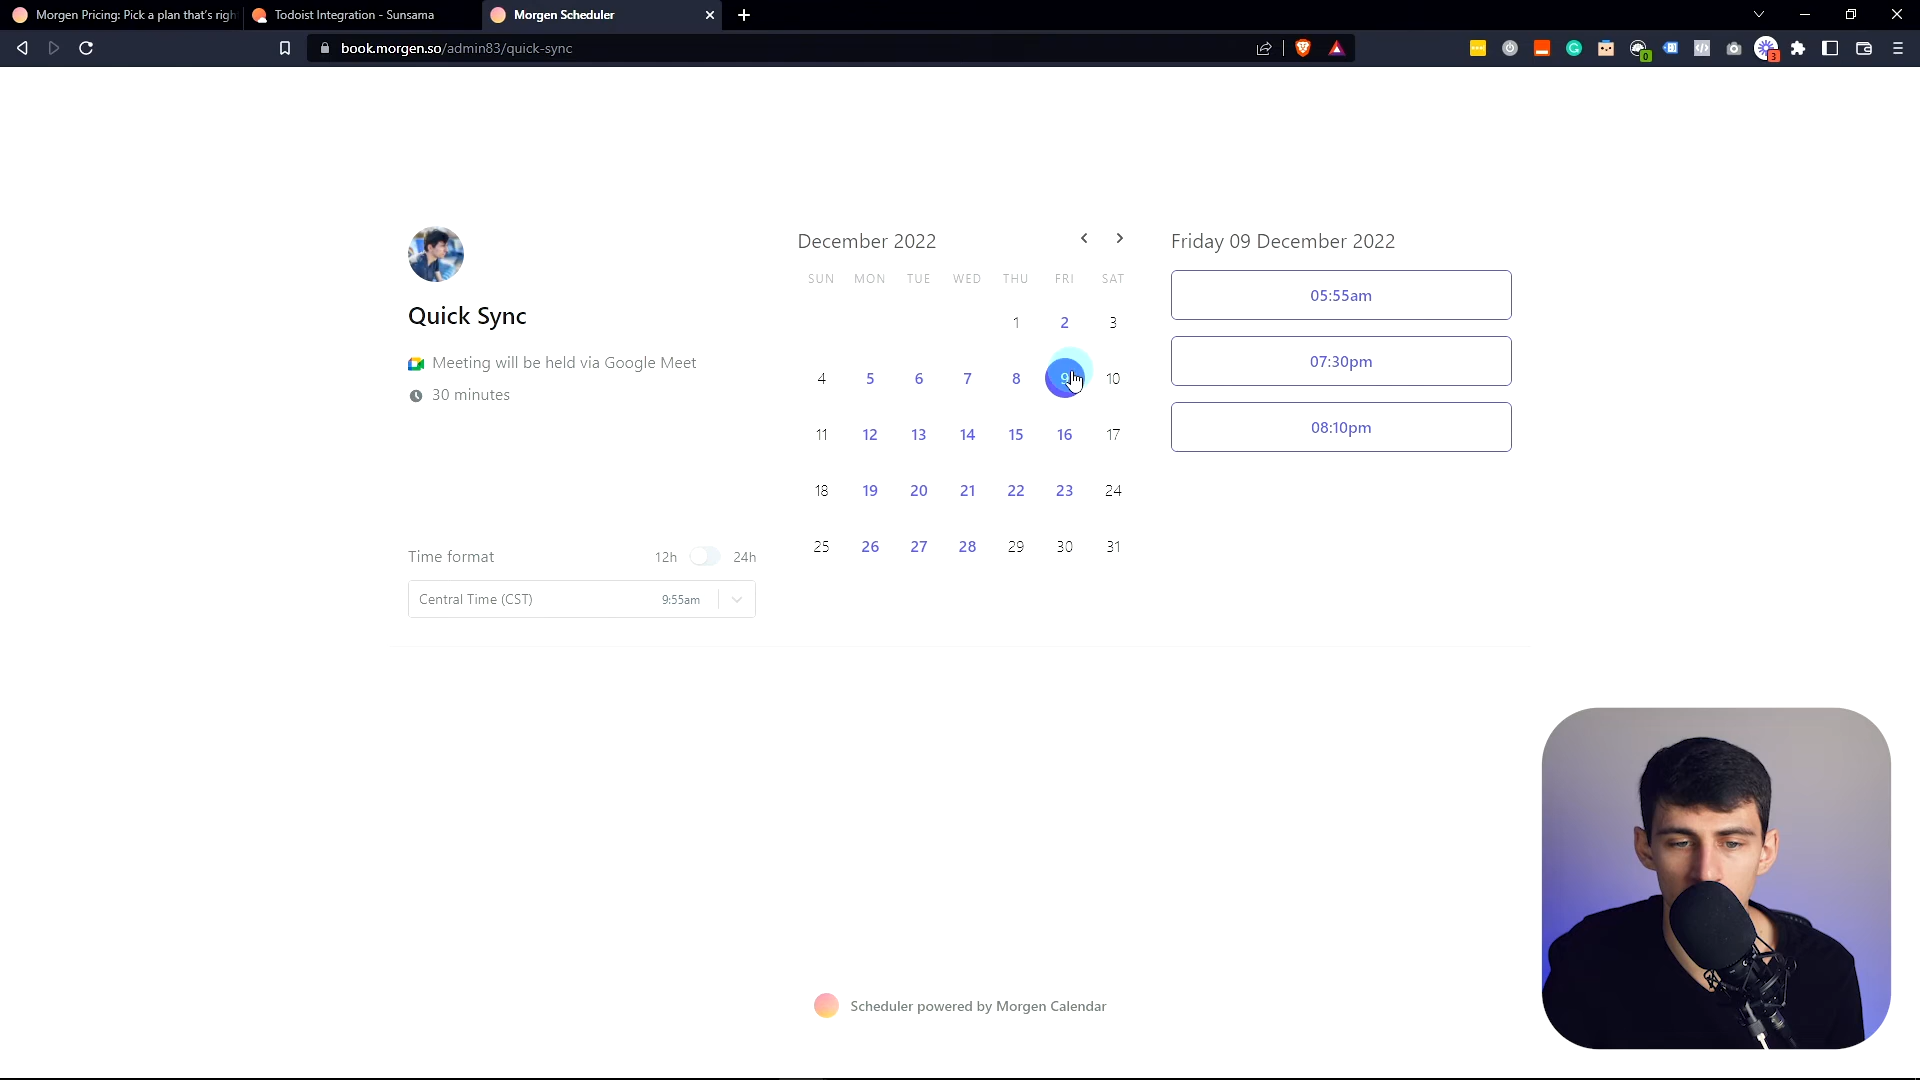 Morgen Pricing: Pick a plan that's righ
Todoist Integration - Sunsama
Morgen Scheduler
book.morgen.so/admin83/quick-sync
0
3
Quick Sync
Meeting will be held via Google Meet
30 minutes
Time format
12h
24h
Central Time (CST)
9:55am
December 2022
SUN MON TUE WED THU FRI SAT
1 2 3
4 5 6 7 8 9 10
11 12 13 14 15 16 17
18 19 20 21 22 23 24
25 26 27 28 29 30 31
Friday 09 December 2022
05:55am
07:30pm
08:10pm
Scheduler powered by Morgen Calendar